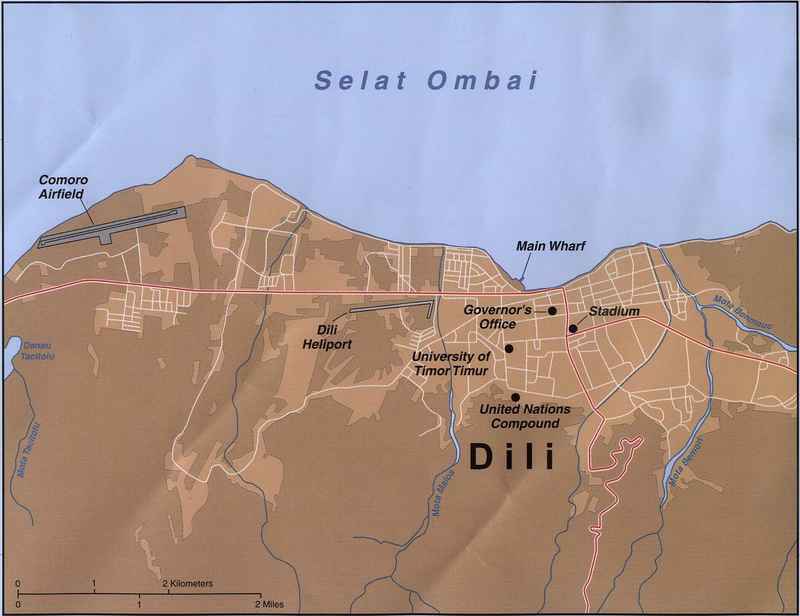 Selat Ombai
Comoro
Airfield
Main Wharf
Mota Bemauus
Governor's
Office
Stadium
Dili
Heliport
University of
Timor Timur
Danau
Tacitolu
United Nations
Compound
Dili
Mota Tacitolu
Mota Maloa
Mota Bemori
0 1 2 Kilometers
0 1 2 Miles